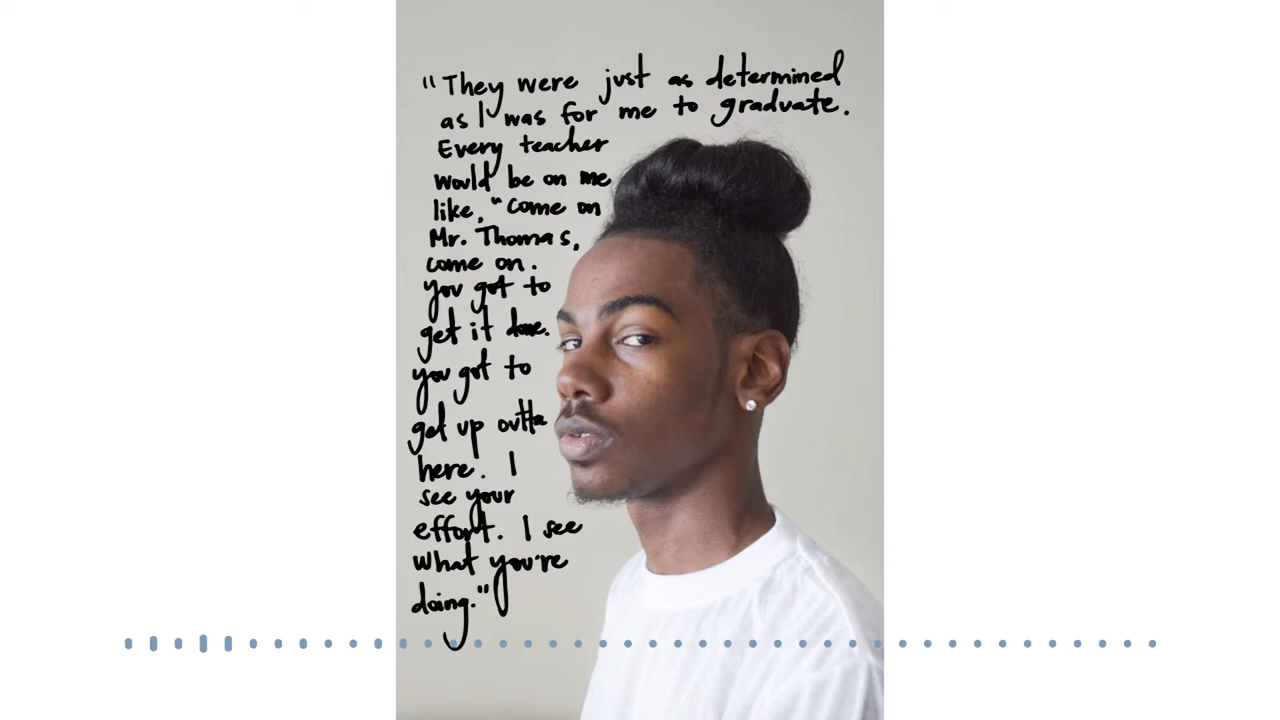 "They were just as determined
as I was for me to graduate.
Every teacher
would be on me
like, "Come on
Mr. Thomas,
come on.
You got to
get it done.
You got to
get up outta
here. I
see your
effort. I see
what you're
doing."